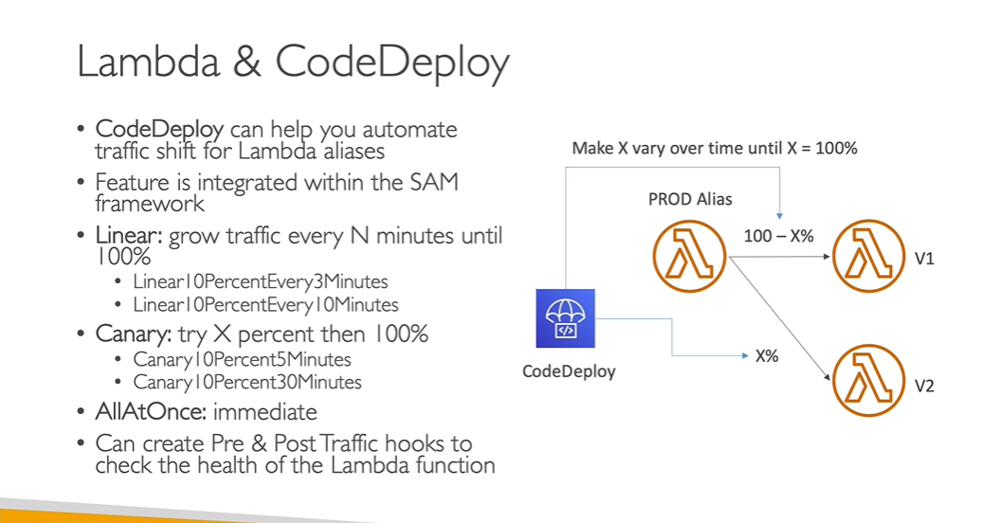 Lambda & CodeDeploy
• CodeDeploy can help you automate
traffic shift for Lambda aliases
• Feature is integrated within the SAM
framework
• Linear: grow traffic every N minutes until
100%
• Linear10PercentEvery3Minutes
• Linear10PercentEvery10Minutes
• Canary: try X percent then 100%
• Canary10Percent5Minutes
• Canary10Percent30Minutes
• AllAtOnce: immediate
• Can create Pre & Post Traffic hooks to
check the health of the Lambda function
Make X vary over time until X = 100%
PROD Alias
100 – X%
V1
CodeDeploy
X%
V2